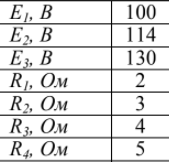 E1, В 100
E2, В 114
E3, В 130
R1, Ом 2
R2, Ом 3
R3, Ом 4
R4, Ом 5